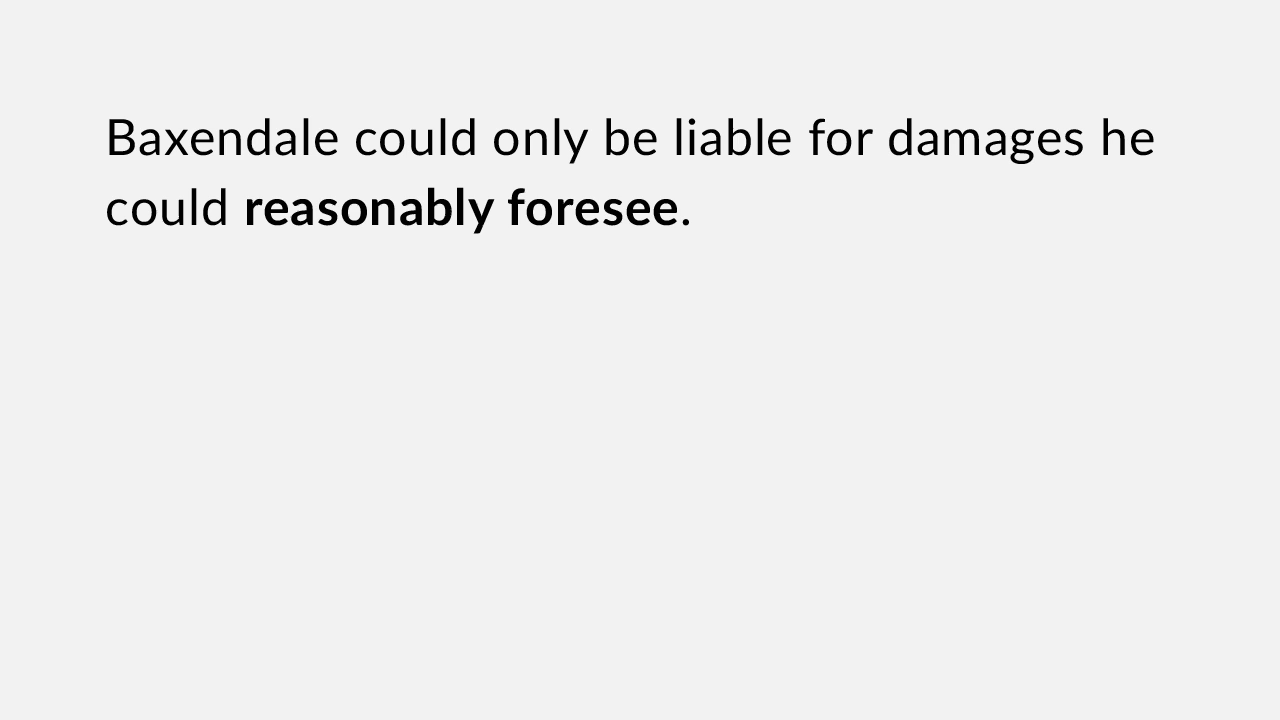 Baxendale could only be liable for damages he
could reasonably foresee.